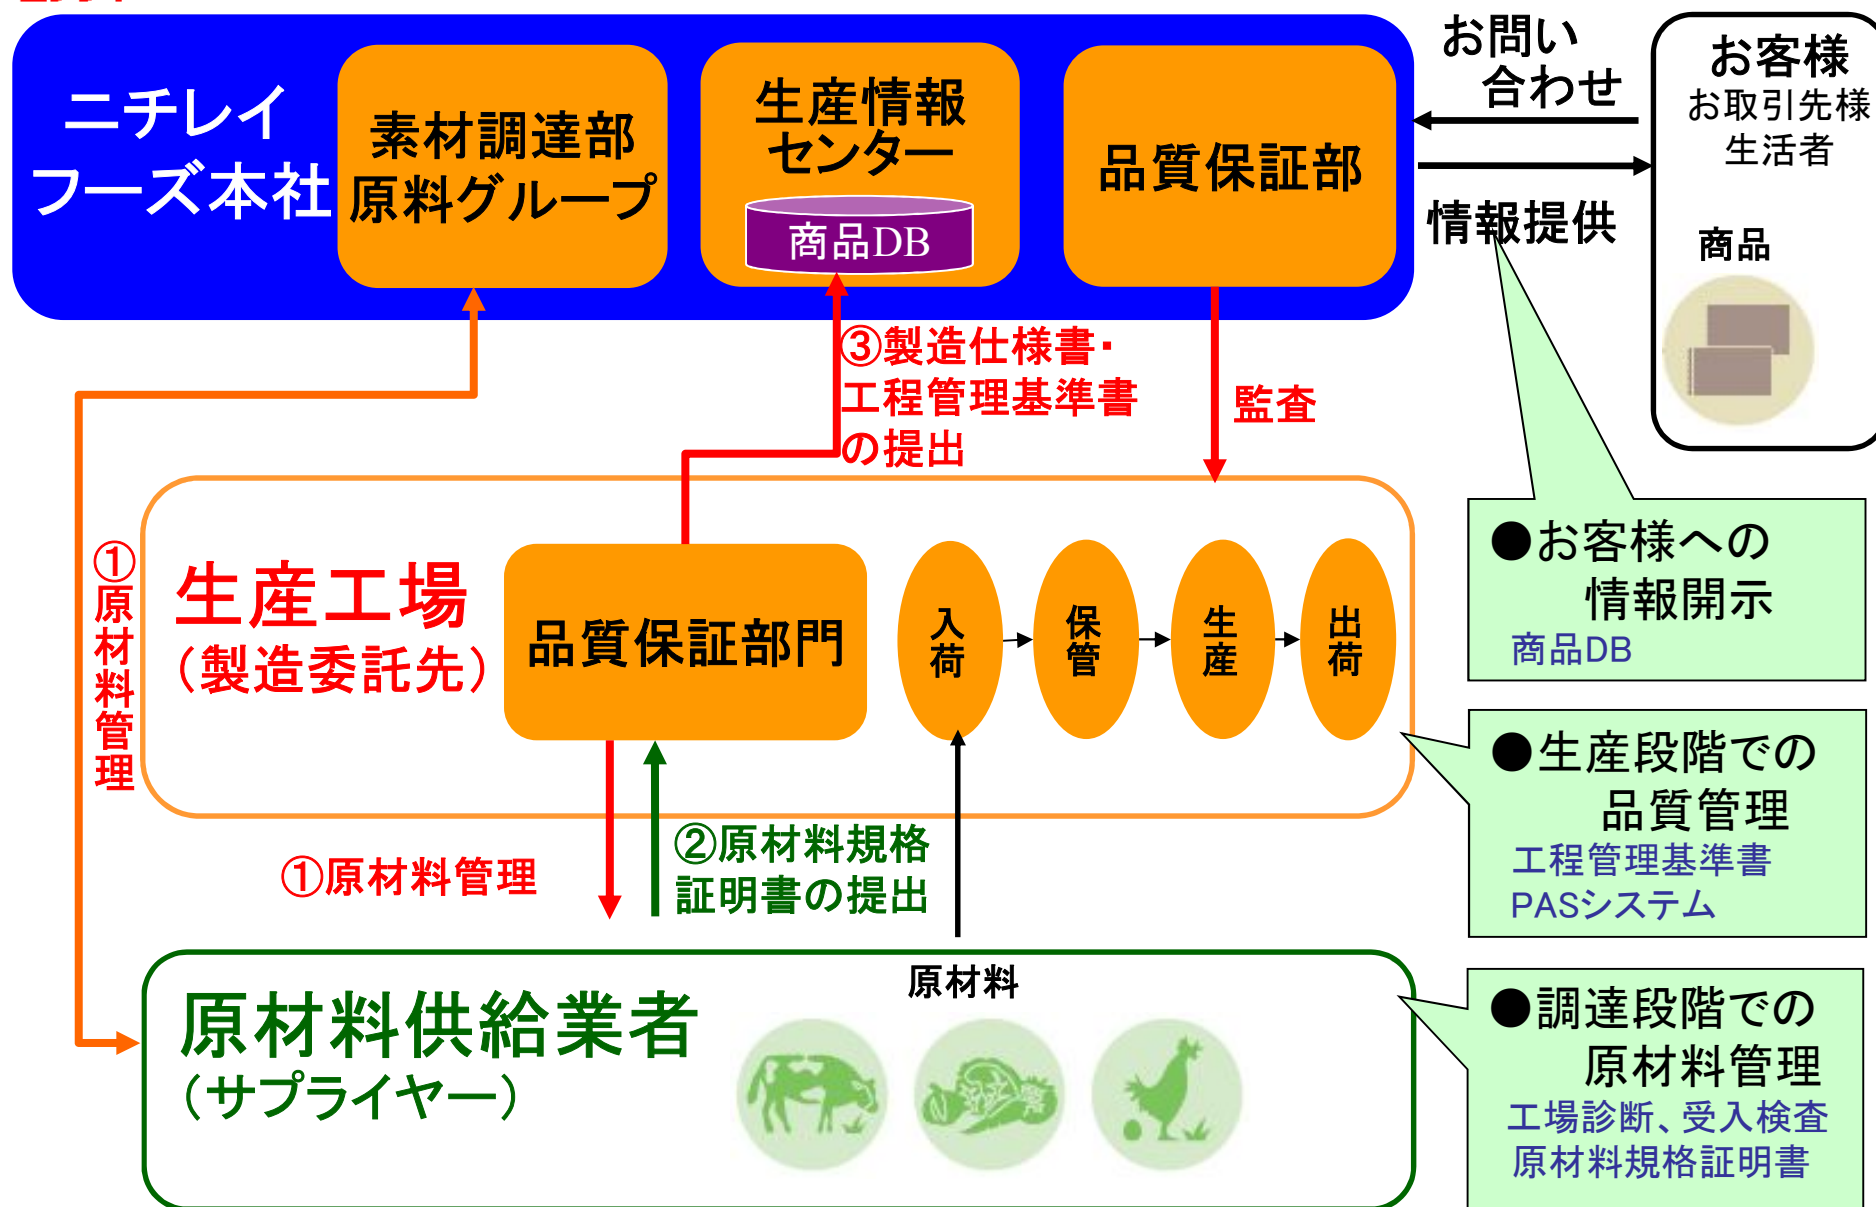 ニチレイ
フーズ本社
素材調達部
原料グループ
生産情報
センター
商品DB
品質保証部
お問い
合わせ
情報提供
お客様
お取引先様
生活者
商品
③製造仕様書・
工程管理基準書
の提出
監査
①原材料管理
生産工場
（製造委託先）
品質保証部門
入荷
保管
生産
出荷
①原材料管理
②原材料規格
証明書の提出
原材料
原材料供給業者
（サプライヤー）
●お客様への
情報開示
商品DB
●生産段階での
品質管理
工程管理基準書
PASシステム
●調達段階での
原材料管理
工場診断、受入検査
原材料規格証明書